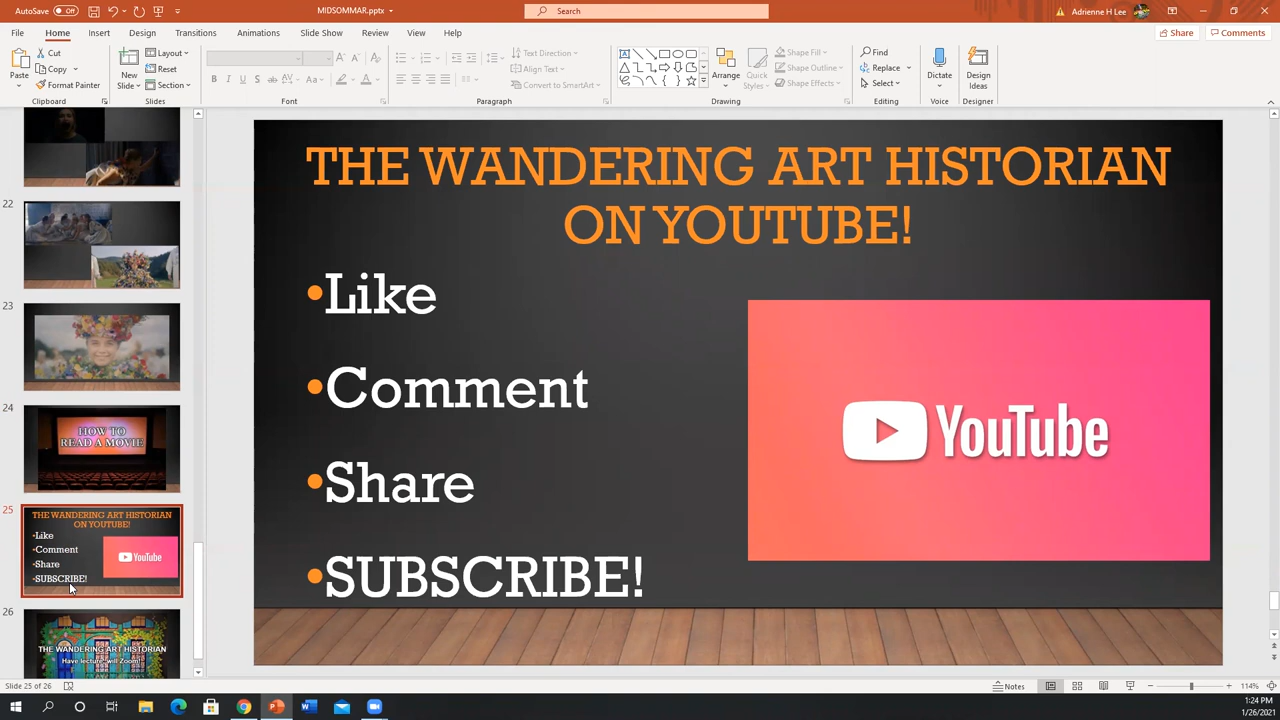 AutoSave Off MIDSOMMAR.pptx Search Adrienne H Lee
File Home Insert Design Transitions Animations Slide Show Review View Help Share Comments
Paste Cut Copy Format Painter Clipboard
New Slide Layout Reset Section Slides
B I U S ab AV Aa A Font
Text Direction Align Text Convert to SmartArt Paragraph
Arrange Quick Styles Shape Fill Shape Outline Shape Effects Drawing
Find Replace Select Editing
Dictate Voice
Design Ideas Designer
22
23
24
HOW TO
READ A MOVIE
25
THE WANDERING ART HISTORIAN
ON YOUTUBE!
•Like
•Comment
•Share
•SUBSCRIBE!
YouTube
26
THE WANDERING ART HISTORIAN
Have lecture, will Zoom!
THE WANDERING ART HISTORIAN
ON YOUTUBE!
•Like
•Comment
•Share
•SUBSCRIBE!
YouTube
Slide 25 of 26 Notes 114%
1:24 PM
1/26/2021